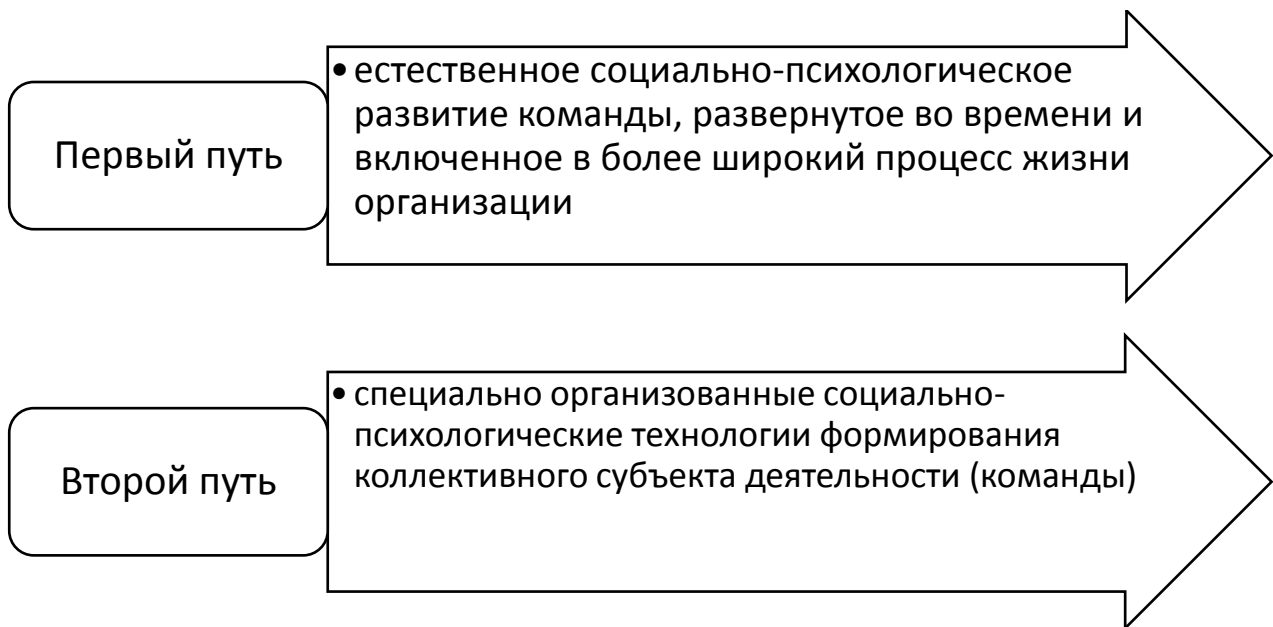 Первый путь
• естественное социально-психологическое
развитие команды, развернутое во времени и
включенное в более широкий процесс жизни
организации
Второй путь
• специально организованные социально-
психологические технологии формирования
коллективного субъекта деятельности (команды)